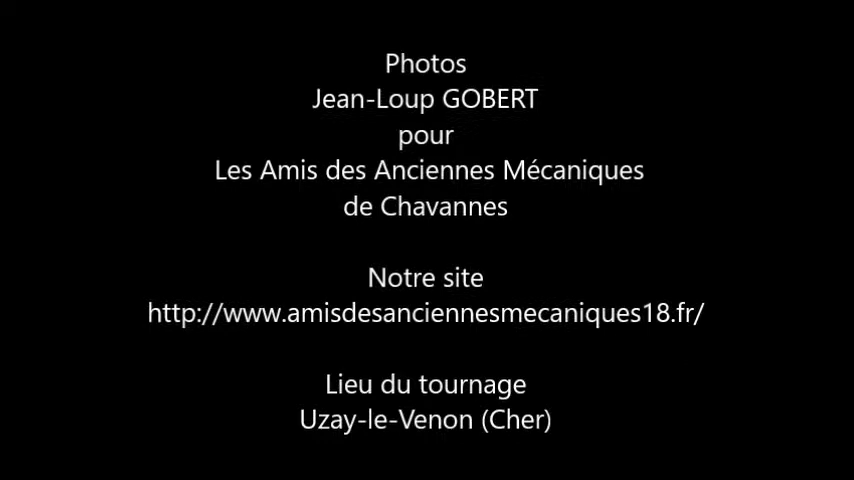 Photos
Jean-Loup GOBERT
pour
Les Amis des Anciennes Mécaniques
de Chavannes
Notre site
http://www.amisdesanciennesmecaniques18.fr/
Lieu du tournage
Uzay-le-Venon (Cher)